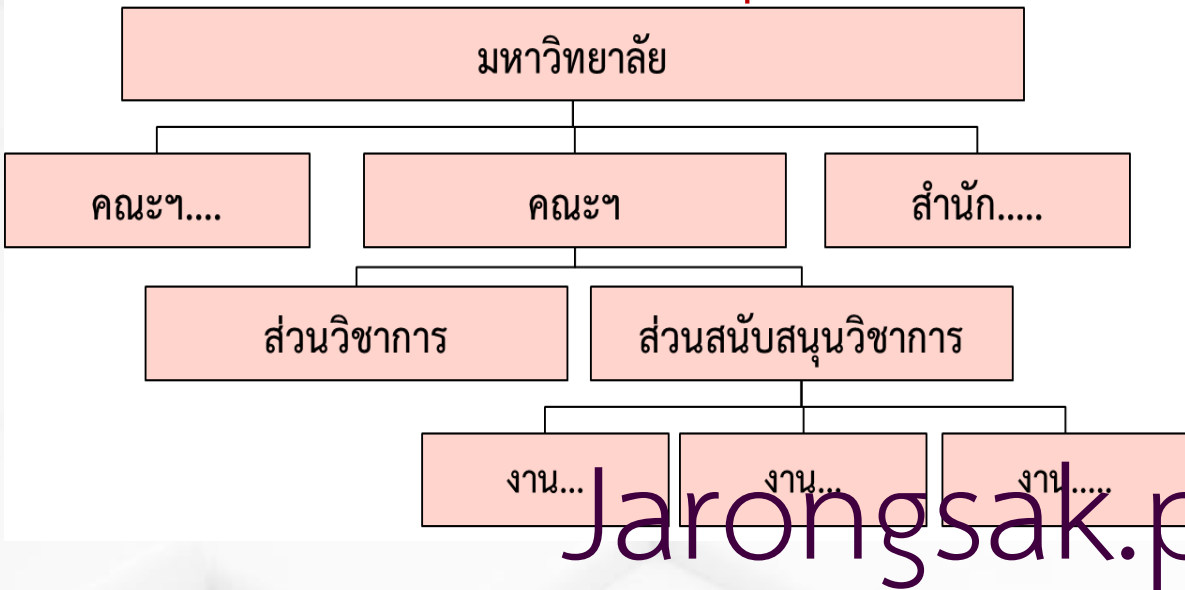 มหาวิทยาลัย
คณะฯ.... คณะฯ สำนัก.....
ส่วนวิชาการ ส่วนสนับสนุนวิชาการ
งาน... งาน... งาน.....
Jarongsak.p